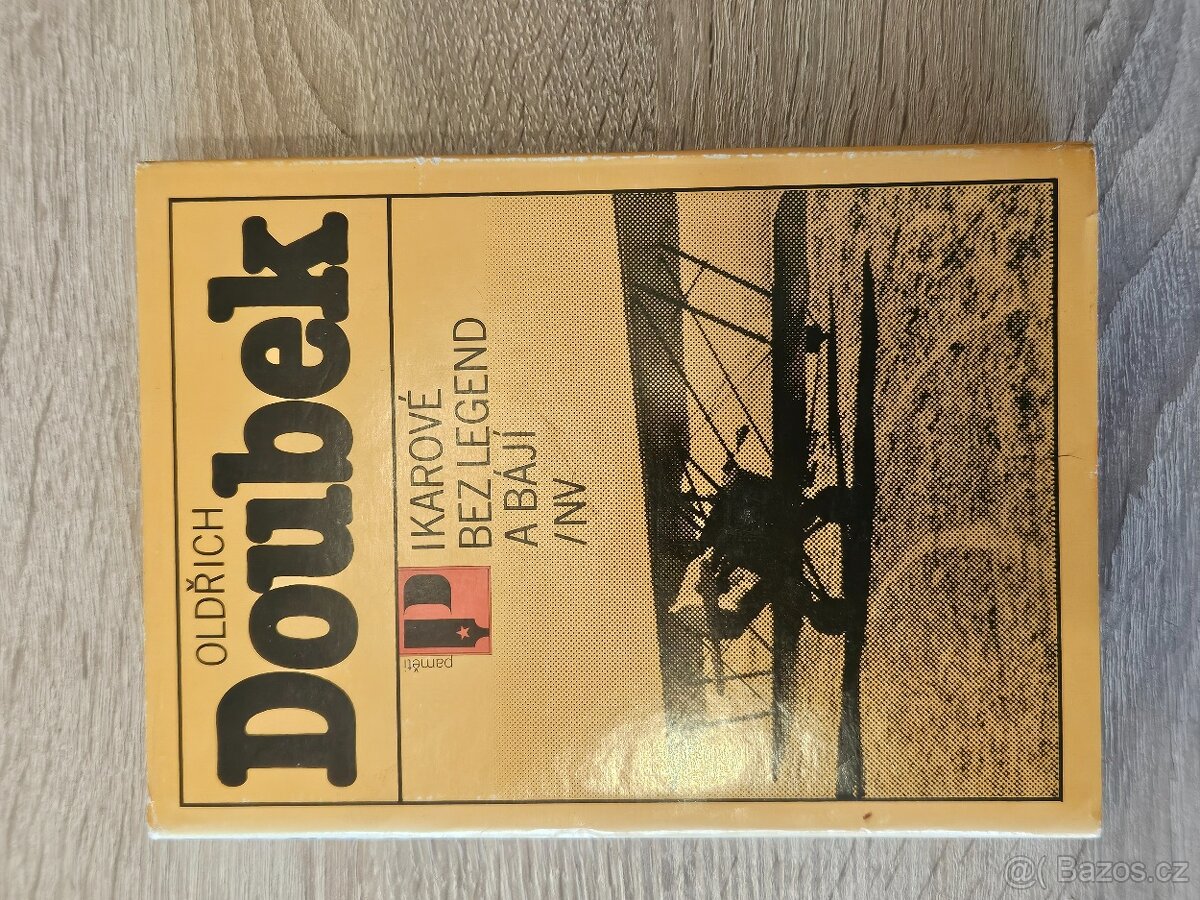 OLDŘICH
Doubek
P
paměti
IKAROVÉ
BEZ LEGEND
A BÁJÍ
/NV
@( Bazos.cz